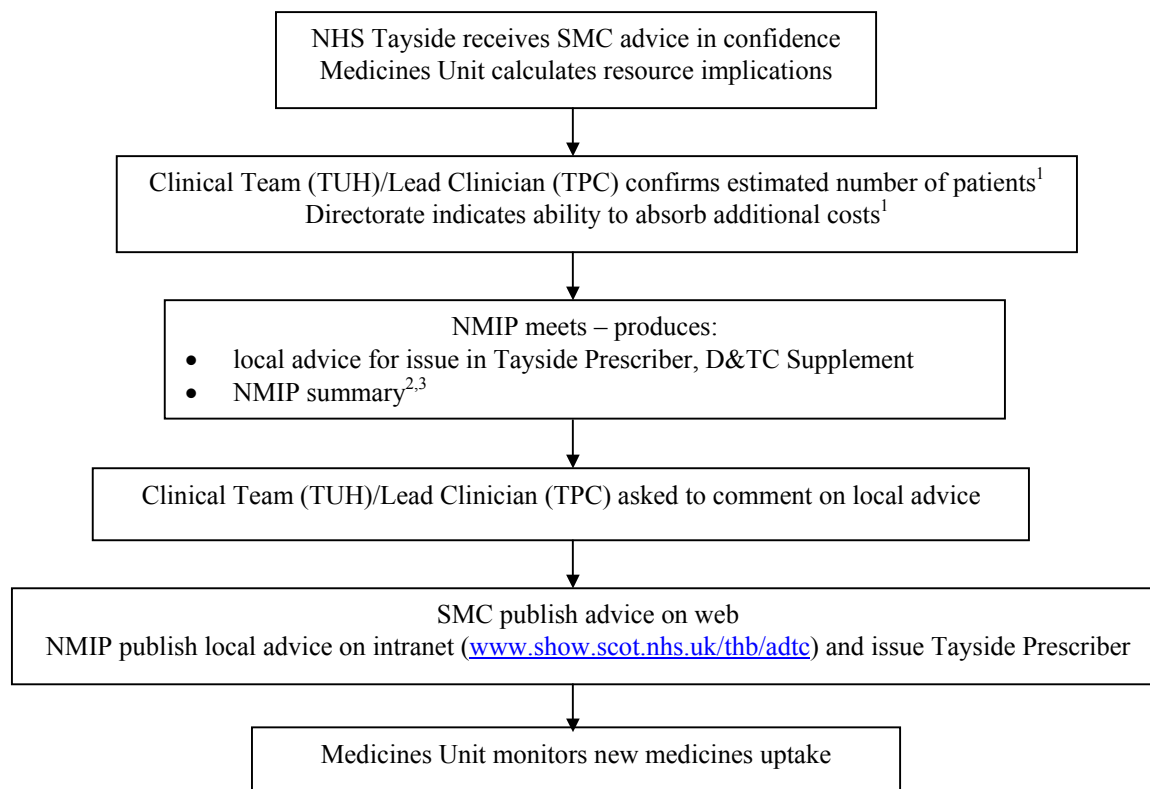 NHS Tayside receives SMC advice in confidence
Medicines Unit calculates resource implications
Clinical Team (TUH)/Lead Clinician (TPC) confirms estimated number of patients¹
Directorate indicates ability to absorb additional costs¹
NMIP meets – produces:
• local advice for issue in Tayside Prescriber, D&TC Supplement
• NMIP summary²,³
Clinical Team (TUH)/Lead Clinician (TPC) asked to comment on local advice
SMC publish advice on web
NMIP publish local advice on intranet (www.show.scot.nhs.uk/thb/adtc) and issue Tayside Prescriber
Medicines Unit monitors new medicines uptake